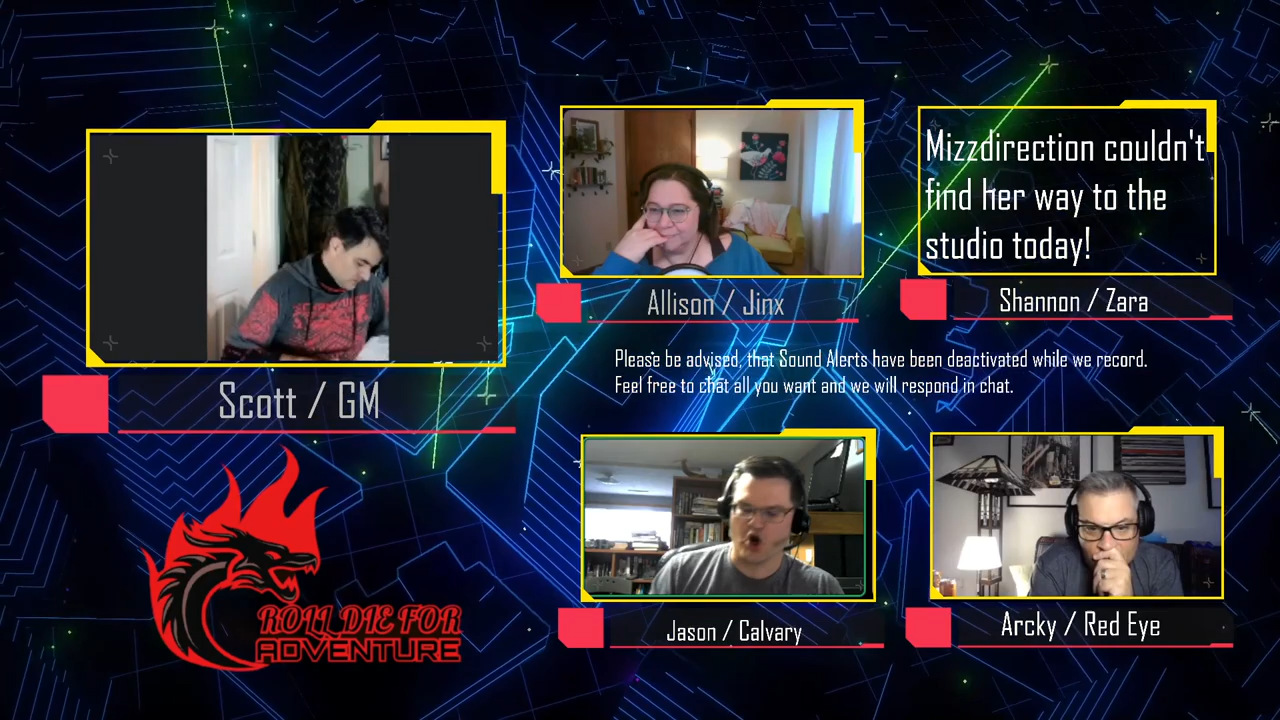 Mizzdirection couldn't
find her way to the
studio today!
Allison / Jinx
Shannon / Zara
Please be advised, that Sound Alerts have been deactivated while we record.
Feel free to chat all you want and we will respond in chat.
Scott / GM
ROLL DIE FOR
ADVENTURE
Jason / Calvary
Arcky / Red Eye